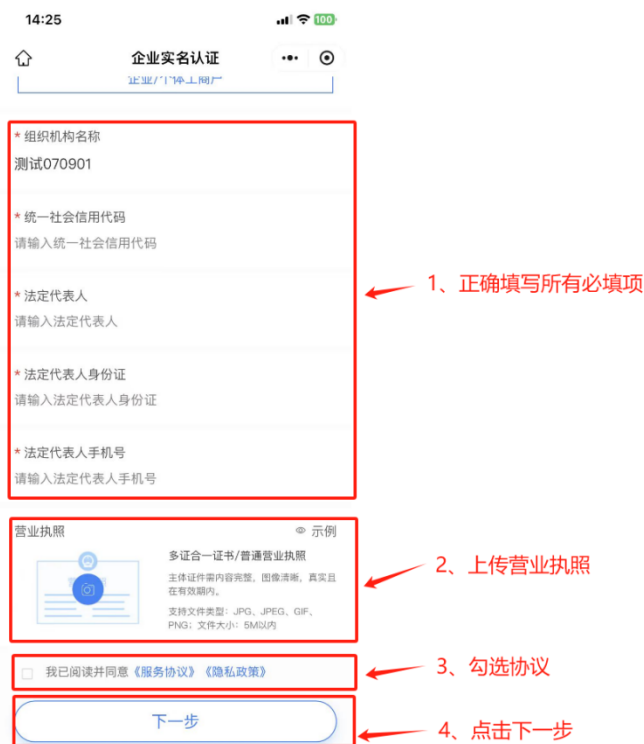 14:25
100
企业实名认证
企业/个体工商户
* 组织机构名称
测试070901
* 统一社会信用代码
请输入统一社会信用代码
* 法定代表人
请输入法定代表人
1、正确填写所有必填项
* 法定代表人身份证
请输入法定代表人身份证
* 法定代表人手机号
请输入法定代表人手机号
营业执照
示例
多证合一证书/普通营业执照
主体证件需内容完整，图像清晰，真实且
在有效期内。
支持文件类型：JPG、JPEG、GIF、
PNG；文件大小：5M以内
2、上传营业执照
我已阅读并同意《服务协议》《隐私政策》
3、勾选协议
下一步
4、点击下一步